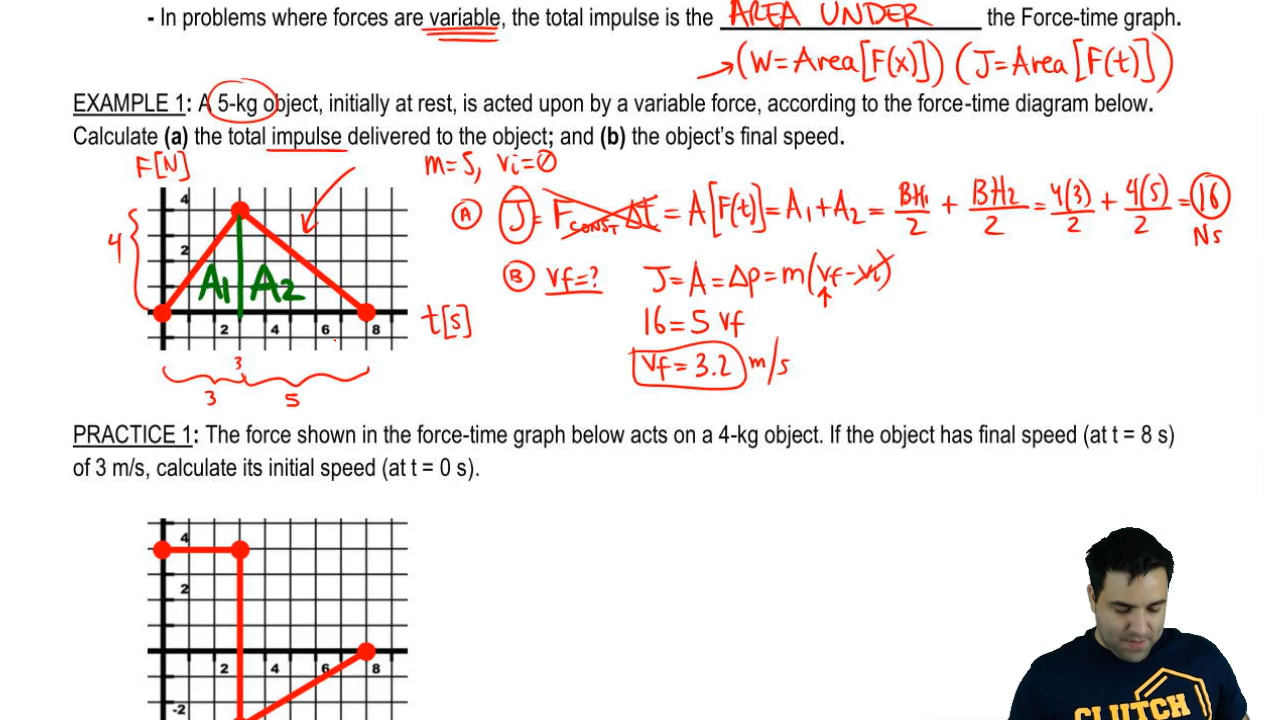 - In problems where forces are variable, the total impulse is the AREA UNDER the Force-time graph.
→(W=Area[F(x)]) (J=Area[F(t)])
EXAMPLE 1: A 5-kg object, initially at rest, is acted upon by a variable force, according to the force-time diagram below.
Calculate (a) the total impulse delivered to the object; and (b) the object's final speed.
F[N]
m=5, vi=0
4
2
4
A1 A2
2 4 6 8
t[s]
3
3 5
(A) J = FCONST Δt = A[F(t)] = A1+A2 = BH1/2 + BH2/2 = 4(3)/2 + 4(5)/2 = 16
Ns
(B) vf=? J=A=Δp=m(vf-vi)
16=5 vf
vf=3.2 m/s
PRACTICE 1: The force shown in the force-time graph below acts on a 4-kg object. If the object has final speed (at t = 8 s)
of 3 m/s, calculate its initial speed (at t = 0 s).
4
2
2 4 6 8
-2
CLUTCH